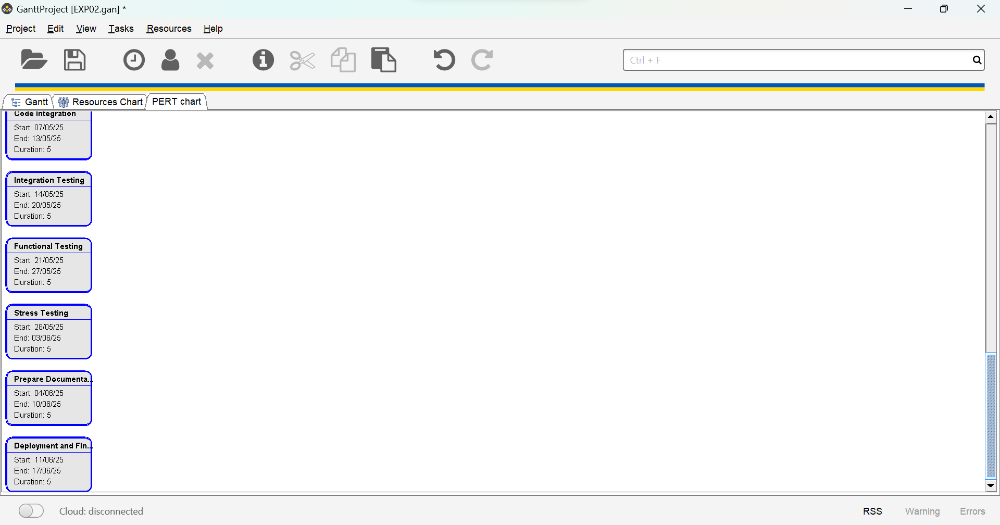 GanttProject [EXP02.gan] *
Project Edit View Tasks Resources Help
Ctrl + F
Gantt Resources Chart PERT chart
Code Integration
Start: 07/05/25
End: 13/05/25
Duration: 5
Integration Testing
Start: 14/05/25
End: 20/05/25
Duration: 5
Functional Testing
Start: 21/05/25
End: 27/05/25
Duration: 5
Stress Testing
Start: 28/05/25
End: 03/06/25
Duration: 5
Prepare Documenta...
Start: 04/06/25
End: 10/06/25
Duration: 5
Deployment and Fin...
Start: 11/06/25
End: 17/06/25
Duration: 5
Cloud: disconnected RSS Warning Errors